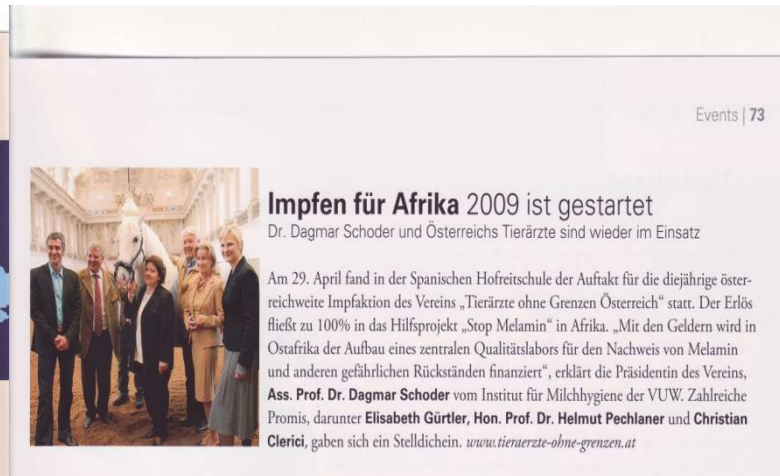 Events | 73
Impfen für Afrika 2009 ist gestartet
Dr. Dagmar Schoder und Österreichs Tierärzte sind wieder im Einsatz
Am 29. April fand in der Spanischen Hofreitschule der Auftakt für die diejährige öster-
reichweite Impfaktion des Vereins „Tierärzte ohne Grenzen Österreich“ statt. Der Erlös
fließt zu 100% in das Hilfsprojekt „Stop Melamin“ in Afrika. „Mit den Geldern wird in
Ostafrika der Aufbau eines zentralen Qualitätslabors für den Nachweis von Melamin
und anderen gefährlichen Rückständen finanziert“, erklärt die Präsidentin des Vereins,
Ass. Prof. Dr. Dagmar Schoder vom Institut für Milchhygiene der VUW. Zahlreiche
Promis, darunter Elisabeth Gürtler, Hon. Prof. Dr. Helmut Pechlaner und Christian
Clerici, gaben sich ein Stelldichein. www.tieraerzte-ohne-grenzen.at